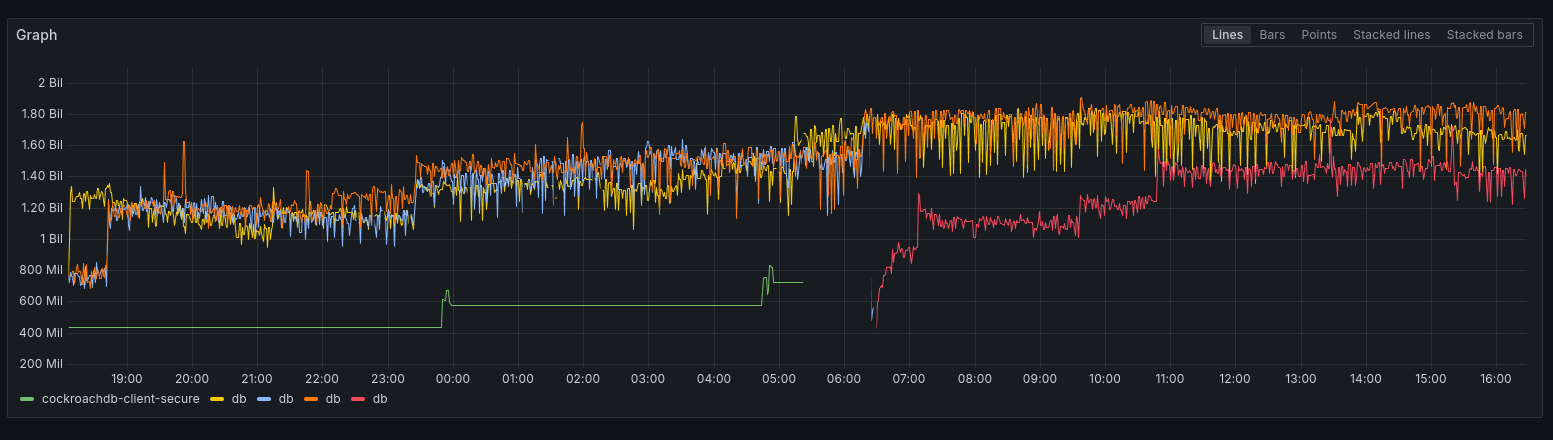 Graph
Lines Bars Points Stacked lines Stacked bars
2 Bil
1.80 Bil
1.60 Bil
1.40 Bil
1.20 Bil
1 Bil
800 Mil
600 Mil
400 Mil
200 Mil
19:00 20:00 21:00 22:00 23:00 00:00 01:00 02:00 03:00 04:00 05:00 06:00 07:00 08:00 09:00 10:00 11:00 12:00 13:00 14:00 15:00 16:00
cockroachdb-client-secure db db db db